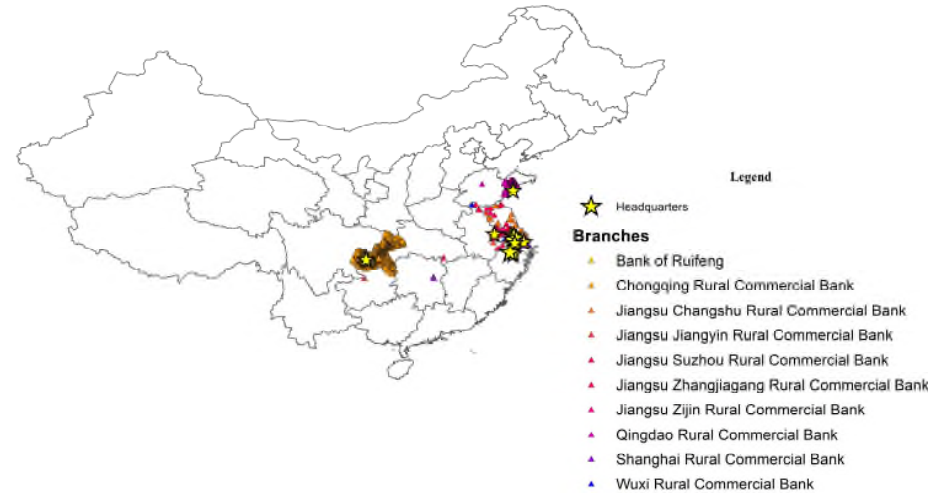 Legend
Headquarters
Branches
Bank of Ruifeng
Chongqing Rural Commercial Bank
Jiangsu Changshu Rural Commercial Bank
Jiangsu Jiangyin Rural Commercial Bank
Jiangsu Suzhou Rural Commercial Bank
Jiangsu Zhangjiagang Rural Commercial Bank
Jiangsu Zijin Rural Commercial Bank
Qingdao Rural Commercial Bank
Shanghai Rural Commercial Bank
Wuxi Rural Commercial Bank